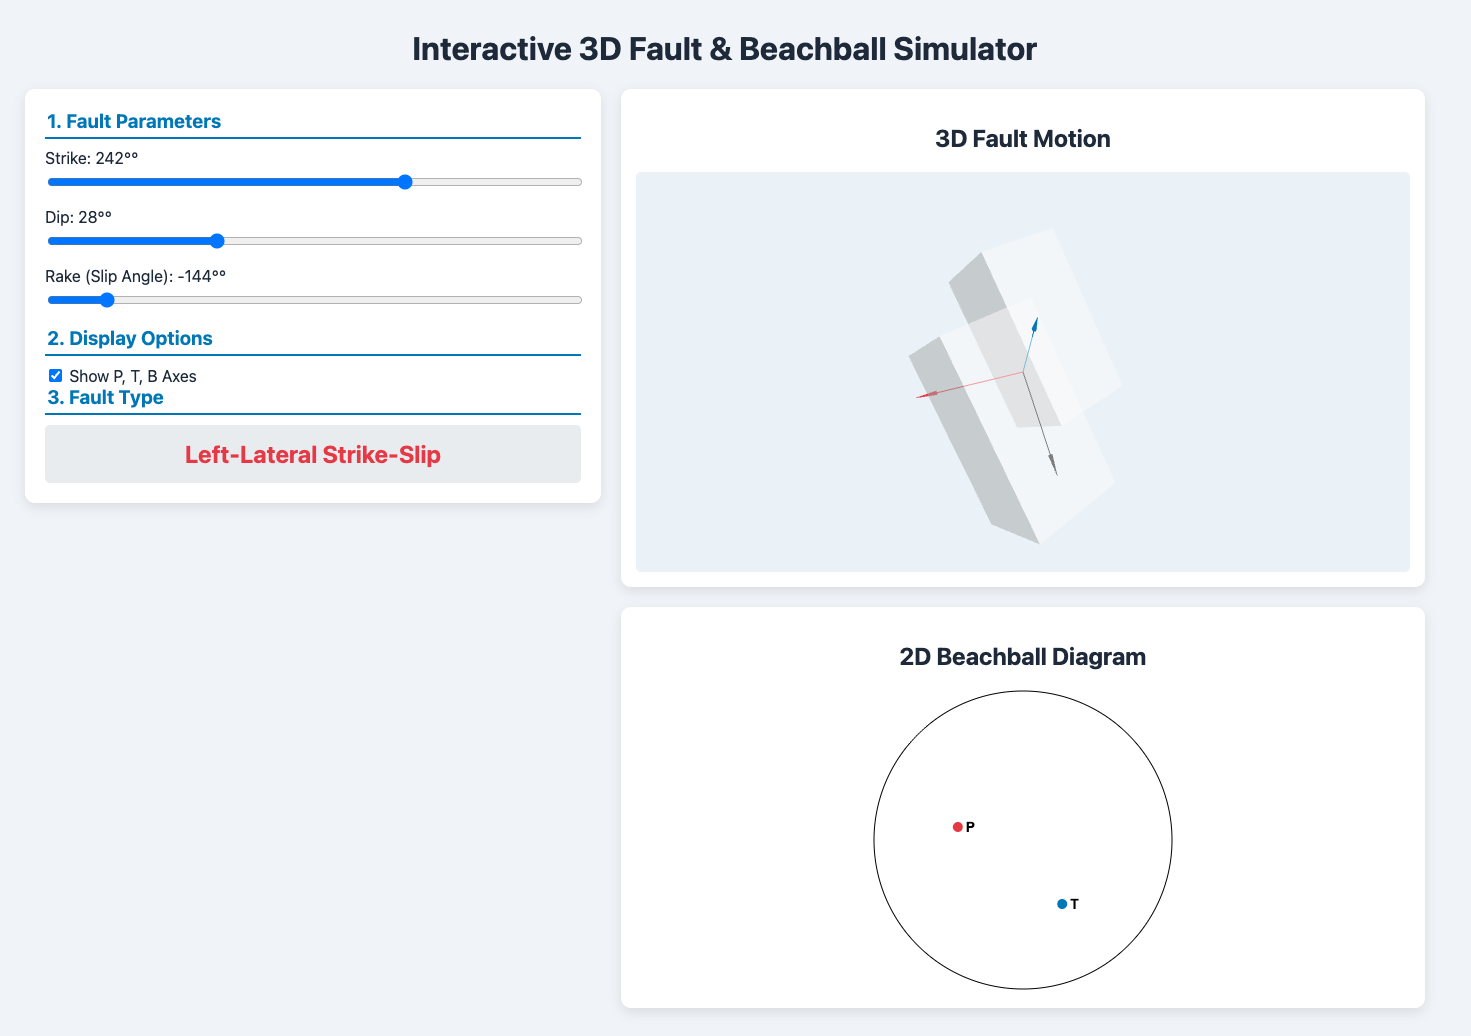 Interactive 3D Fault & Beachball Simulator
1. Fault Parameters
Strike: 242°°
Dip: 28°°
Rake (Slip Angle): -144°°
2. Display Options
Show P, T, B Axes
3. Fault Type
Left-Lateral Strike-Slip
3D Fault Motion
2D Beachball Diagram
P
T